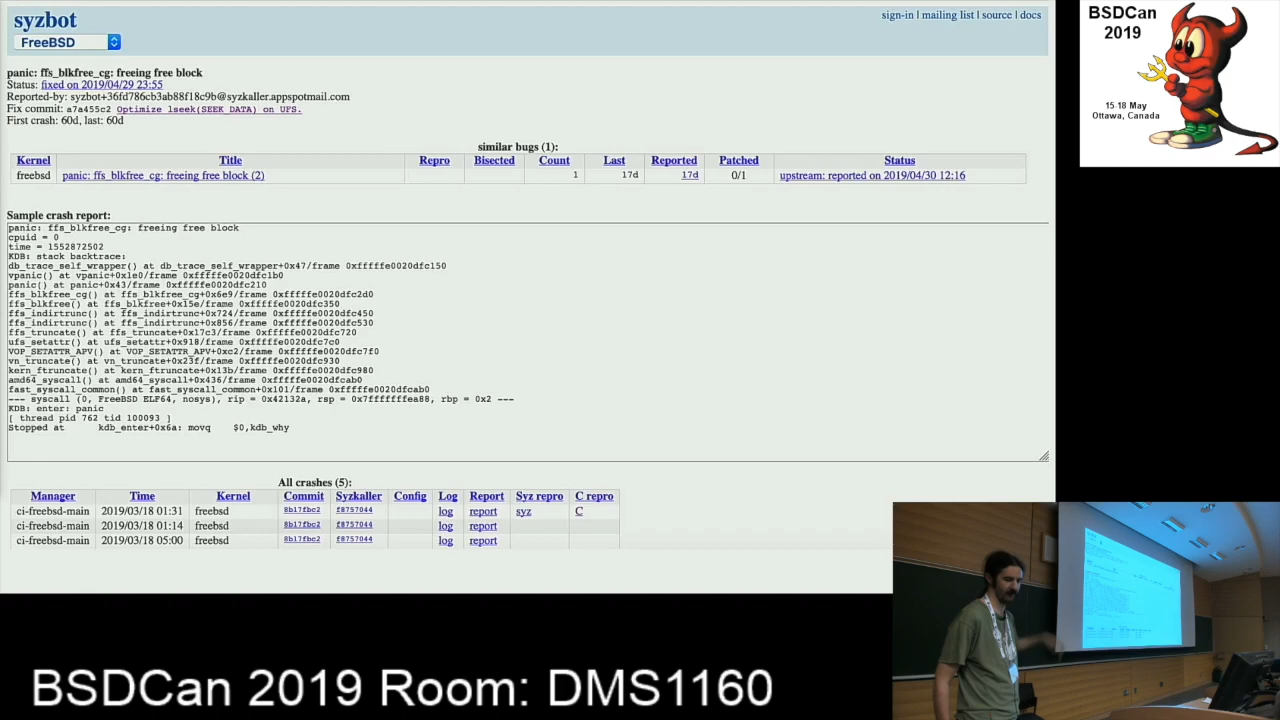 syzbot
FreeBSD
sign-in | mailing list | source | docs
panic: ffs_blkfree_cg: freeing free block
Status: fixed on 2019/04/29 23:55
Reported-by: syzbot+36fd786cb3ab88f18c9b@syzkaller.appspotmail.com
Fix commit: a7a455c2 Optimize lseek(SEEK_DATA) on UFS.
First crash: 60d, last: 60d
similar bugs (1):
Kernel Title Repro Bisected Count Last Reported Patched Status
freebsd panic: ffs_blkfree_cg: freeing free block (2) 1 17d 17d 0/1 upstream: reported on 2019/04/30 12:16
Sample crash report:
panic: ffs_blkfree_cg: freeing free block
cpuid = 0
time = 1552872502
KDB: stack backtrace:
db_trace_self_wrapper() at db_trace_self_wrapper+0x47/frame 0xfffffe0020dfc150
vpanic() at vpanic+0x1e0/frame 0xfffffe0020dfc1b0
panic() at panic+0x43/frame 0xfffffe0020dfc210
ffs_blkfree_cg() at ffs_blkfree_cg+0x6e9/frame 0xfffffe0020dfc2d0
ffs_blkfree() at ffs_blkfree+0x15e/frame 0xfffffe0020dfc350
ffs_indirtrunc() at ffs_indirtrunc+0x724/frame 0xfffffe0020dfc450
ffs_indirtrunc() at ffs_indirtrunc+0x856/frame 0xfffffe0020dfc530
ffs_truncate() at ffs_truncate+0x17c3/frame 0xfffffe0020dfc720
ufs_setattr() at ufs_setattr+0x918/frame 0xfffffe0020dfc7c0
VOP_SETATTR_APV() at VOP_SETATTR_APV+0xc2/frame 0xfffffe0020dfc7f0
vn_truncate() at vn_truncate+0x23f/frame 0xfffffe0020dfc930
kern_ftruncate() at kern_ftruncate+0x13b/frame 0xfffffe0020dfc980
amd64_syscall() at amd64_syscall+0x436/frame 0xfffffe0020dfcab0
fast_syscall_common() at fast_syscall_common+0x101/frame 0xfffffe0020dfcab0
--- syscall (0, FreeBSD ELF64, nosys), rip = 0x42132a, rsp = 0x7fffffffea88, rbp = 0x2 ---
KDB: enter: panic
[ thread pid 762 tid 100093 ]
Stopped at kdb_enter+0x6a: movq $0,kdb_why
All crashes (5):
Manager Time Kernel Commit Syzkaller Config Log Report Syz repro C repro
ci-freebsd-main 2019/03/18 01:31 freebsd 8b17fbc2 f8757044 log report syz C
ci-freebsd-main 2019/03/18 01:14 freebsd 8b17fbc2 f8757044 log report
ci-freebsd-main 2019/03/18 05:00 freebsd 8b17fbc2 f8757044 log report
BSDCan
2019
15-18 May
Ottawa, Canada
BSDCan 2019 Room: DMS1160